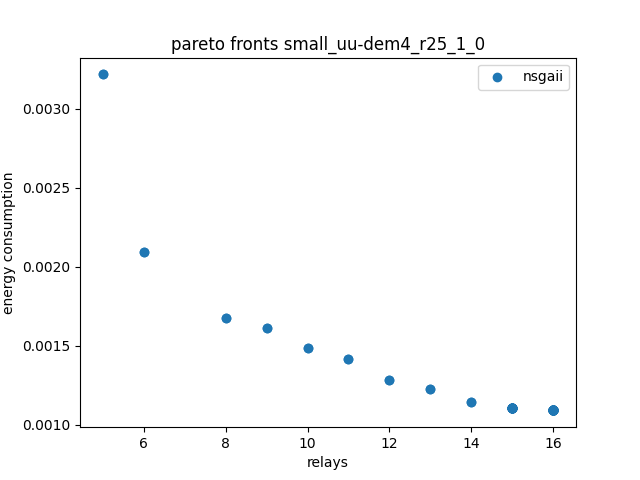 pareto fronts small_uu-dem4_r25_1_0
nsgaii
energy consumption
0.0030
0.0025
0.0020
0.0015
0.0010
6 8 10 12 14 16
relays